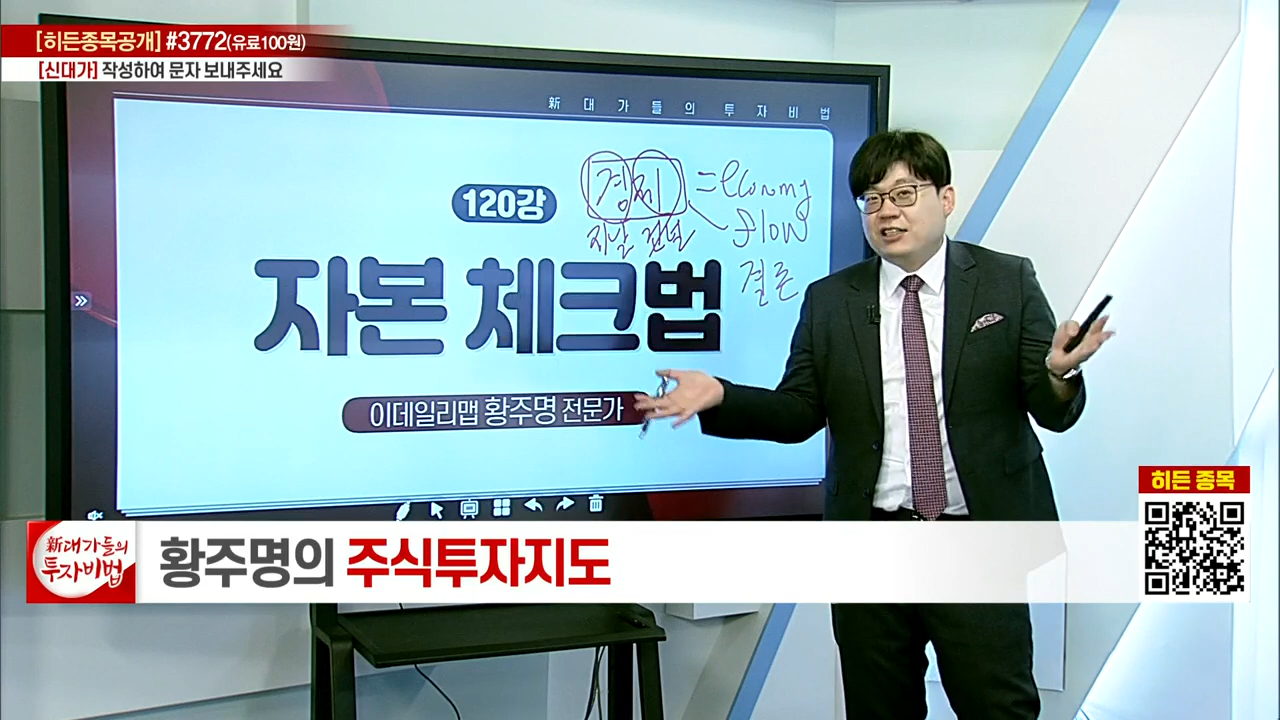 [히든종목공개] #3772(유료100원)
[신대가] 작성하여 문자 보내주세요
新대가들의 투자비법
120강
경제 = economy
지날 건널 flow
결론
자본 체크법
이데일리맵 황주명 전문가
히든 종목
新대가들의
투자비법
황주명의 주식투자지도